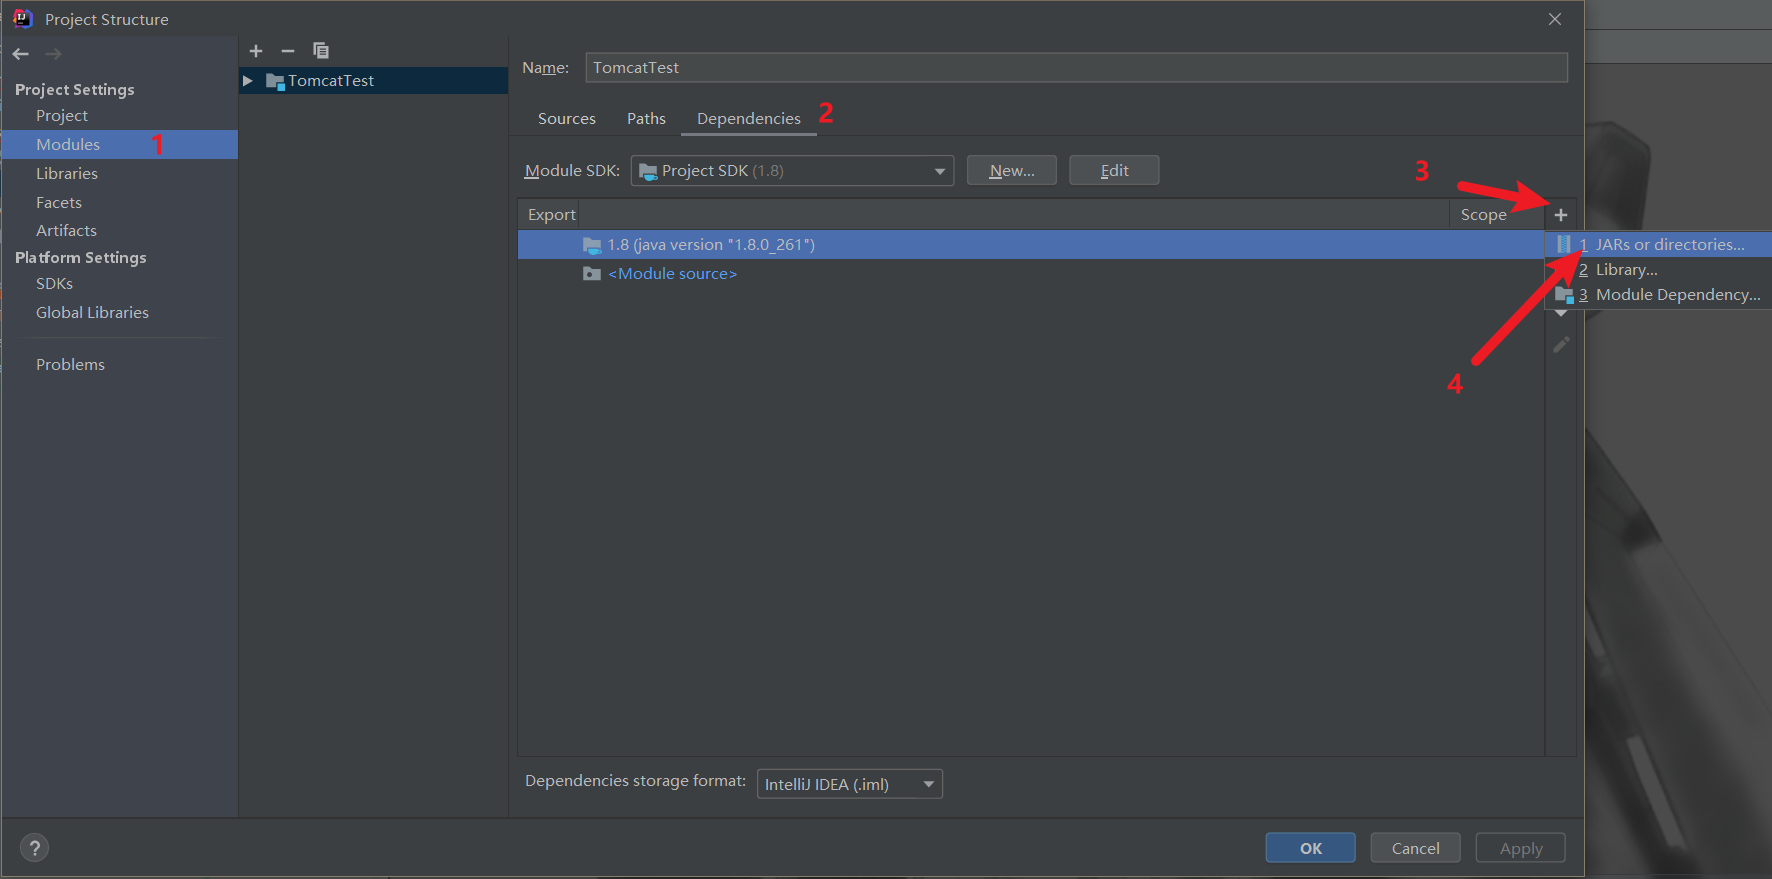 Project Structure
Project Settings
Project
Modules 1
Libraries
Facets
Artifacts
Platform Settings
SDKs
Global Libraries
Problems
TomcatTest
Name: TomcatTest
Sources Paths Dependencies 2
Module SDK: Project SDK (1.8) New... Edit
3
Export Scope
1.8 (java version "1.8.0_261")
<Module source>
1 JARs or directories...
2 Library...
3 Module Dependency...
4
Dependencies storage format: IntelliJ IDEA (.iml)
? OK Cancel Apply